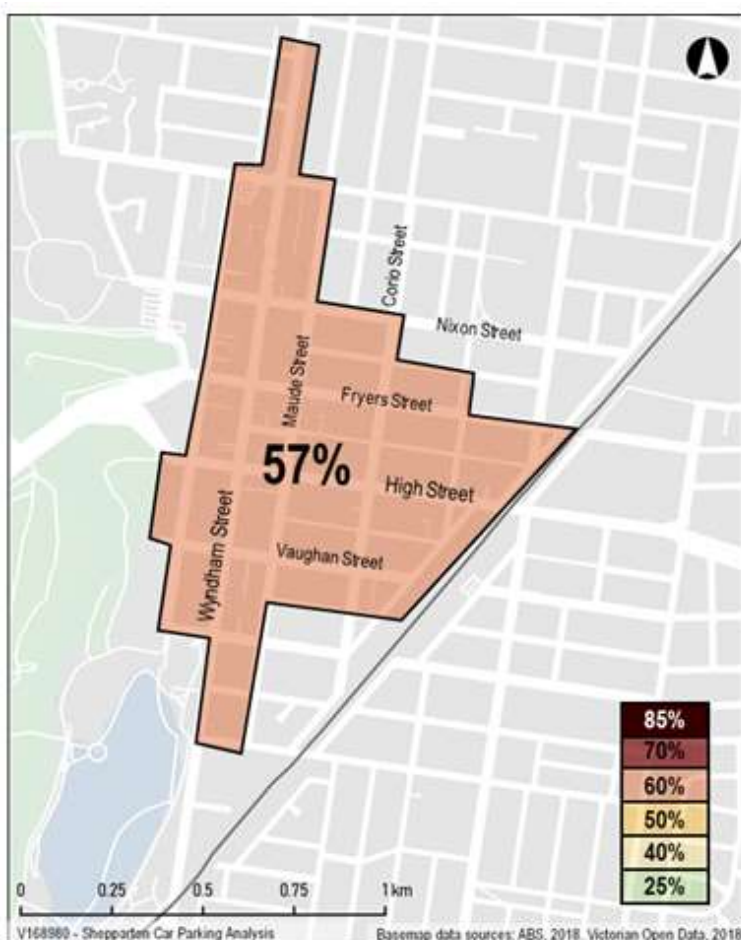 Corio Street
Nixon Street
Maude Street
Fryers Street
57%
High Street
Wyndham Street
Vaughan Street
85%
70%
60%
50%
40%
25%
0 0.25 0.5 0.75 1 km
V168980 - Shepparton Car Parking Analysis
Basemap data sources: ABS, 2018, Victorian Open Data, 2018